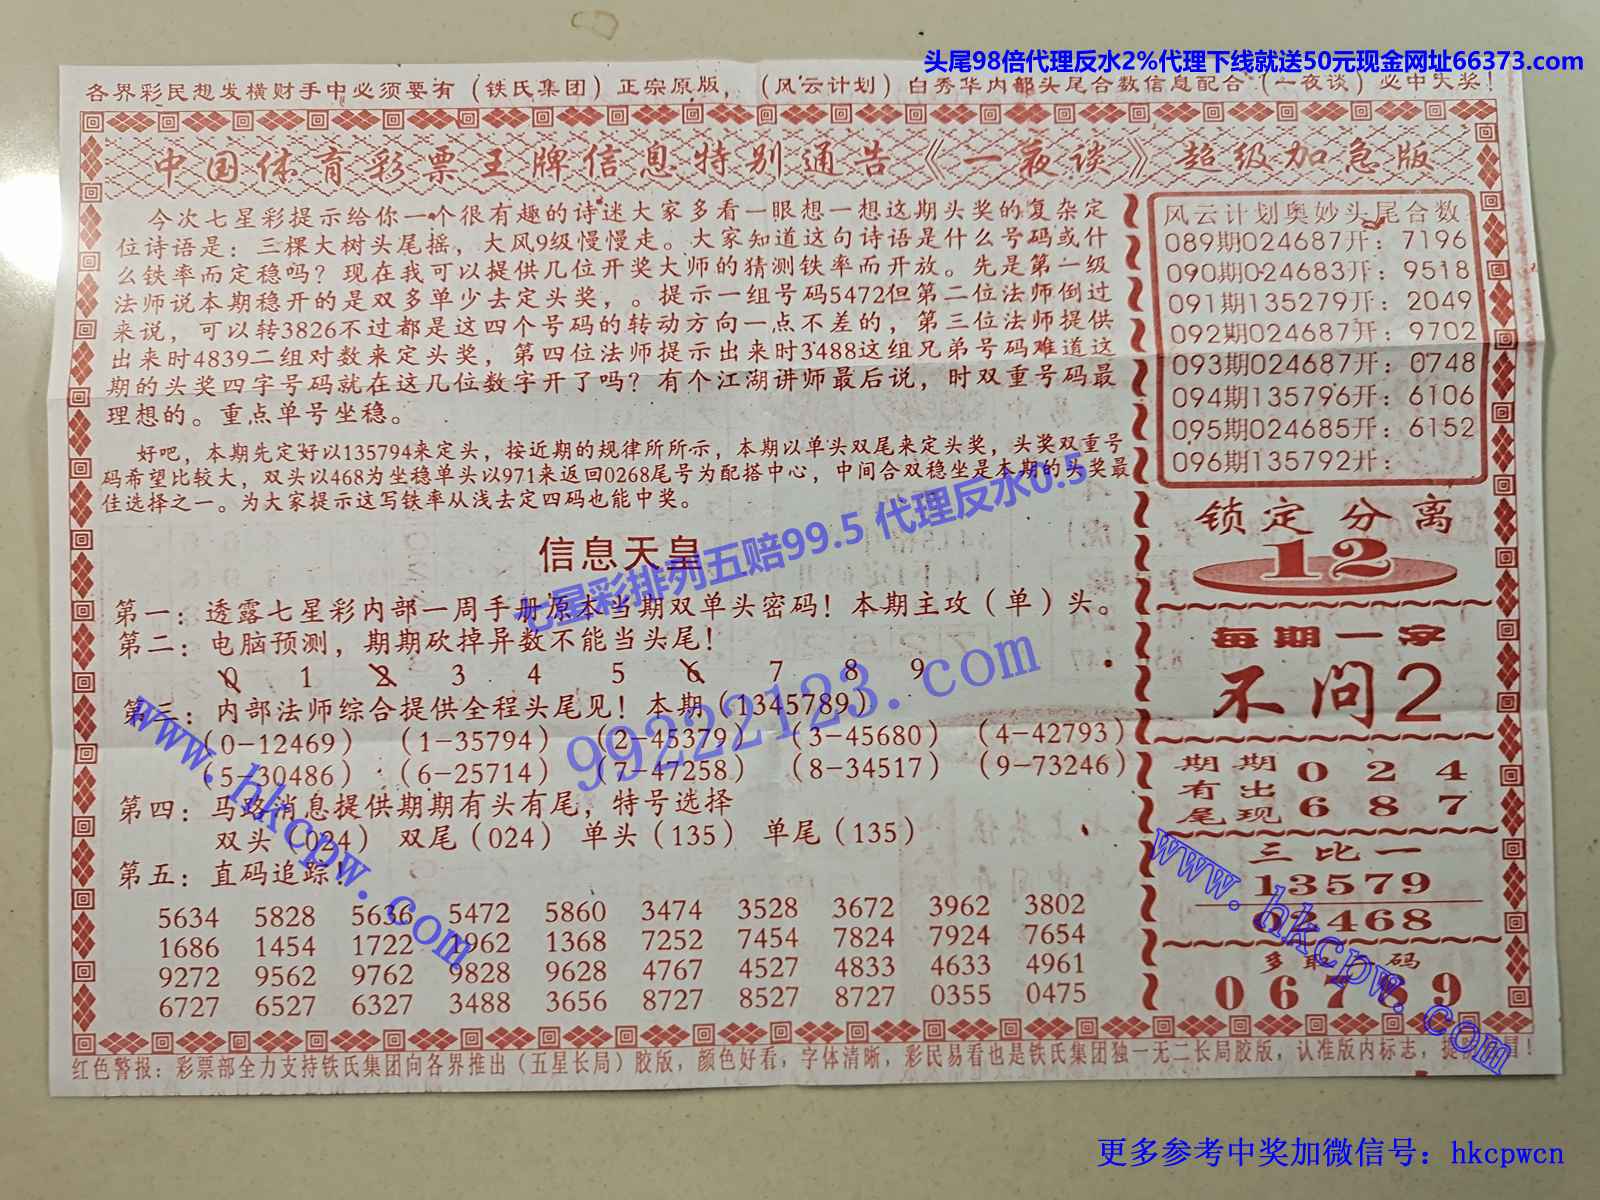 头尾98倍代理反水2%代理下线就送50元现金网址66373.com
各界彩民想发横财手中必须要有（铁氏集团）正宗原版，（风云计划）白秀华内部头尾合数信息配合（一夜谈）必中大奖！
中国体育彩票王牌信息特别通告《一夜谈》超级加急版
今次七星彩提示给你一个很有趣的诗迷大家多看一眼想一想这期头奖的复杂定
位诗语是：三棵大树头尾摇，大风9级慢慢走。大家知道这句诗语是什么号码或什
么铁率而定稳吗？现在我可以提供几位开奖大师的猜测铁率而开放。先是第一级
法师说本期稳开的是双多单少去定头奖，。提示一组号码5472但第二位法师倒过
来说，可以转3826不过都是这四个号码的转动方向一点不差的，第三位法师提供
出来时4839二组对数来定头奖，第四位法师提示出来时3488这组兄弟号码难道这
期的头奖四字号码就在这几位数字开了吗？有个江湖讲师最后说，时双重号码最
理想的。重点单号坐稳。
好吧，本期先定好以135794来定头，按近期的规律所所示，本期以单头双尾来定头奖，头奖双重号
码希望比较大，双头以468为坐稳单头以971来返回0268尾号为配搭中心，中间合双稳坐是本期的头奖最
佳选择之一。为大家提示这写铁率从浅去定四码也能中奖。
信息天皇
七星彩排列五赔99.5 代理反水0.5
第一：透露七星彩内部一周手册原本当期双单头密码！本期主攻（单）头。
第二：电脑预测，期期砍掉异数不能当头尾！
0 1 2 3 4 5 6 7 8 9
99222123.com
第三：内部法师综合提供全程头尾见！本期（1345789）
（0-12469） （1-35794） （2-45379） （3-45680） （4-42793）
（5-30486） （6-25714） （7-47258） （8-34517） （9-73246）
第四：马路消息提供期期有头有尾，特号选择
双头（024） 双尾（024） 单头（135） 单尾（135）
第五：直码追踪！
5634 5828 5636 5472 5860 3474 3528 3672 3962 3802
1686 1454 1722 1962 1368 7252 7454 7824 7924 7654
9272 9562 9762 9828 9628 4767 4527 4833 4633 4961
6727 6527 6327 3488 3656 8727 8527 8727 0355 0475
www.hkcpw.com
风云计划奥妙头尾合数
089期024687开：7196
090期024683开：9518
091期135279开：2049
092期024687开：9702
093期024687开：0748
094期135796开：6106
095期024685开：6152
096期135792开：
锁定分离
12
每期一字
不问2
期期 0 2 4
有出
尾现 6 8 7
三比一
13579
02468
www.hkcpw.com
多取 码
06789
红色警报：彩票部全力支持铁氏集团向各界推出（五星长局）胶版，颜色好看，字体清晰，彩民易看也是铁氏集团独一无二长局胶版，认准版内标志，提 冒！
更多参考中奖加微信号：hkcpwcn